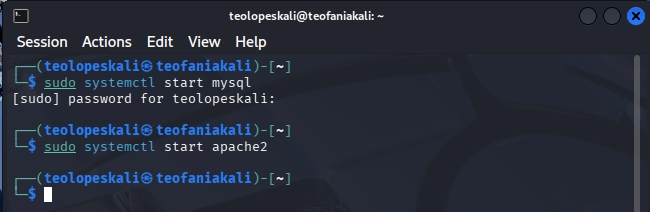 teolopeskali@teofaniakali: ~
Session Actions Edit View Help
┌──(teolopeskali㉿teofaniakali)-[~]
└─$ sudo systemctl start mysql
[sudo] password for teolopeskali:
┌──(teolopeskali㉿teofaniakali)-[~]
└─$ sudo systemctl start apache2
┌──(teolopeskali㉿teofaniakali)-[~]
└─$